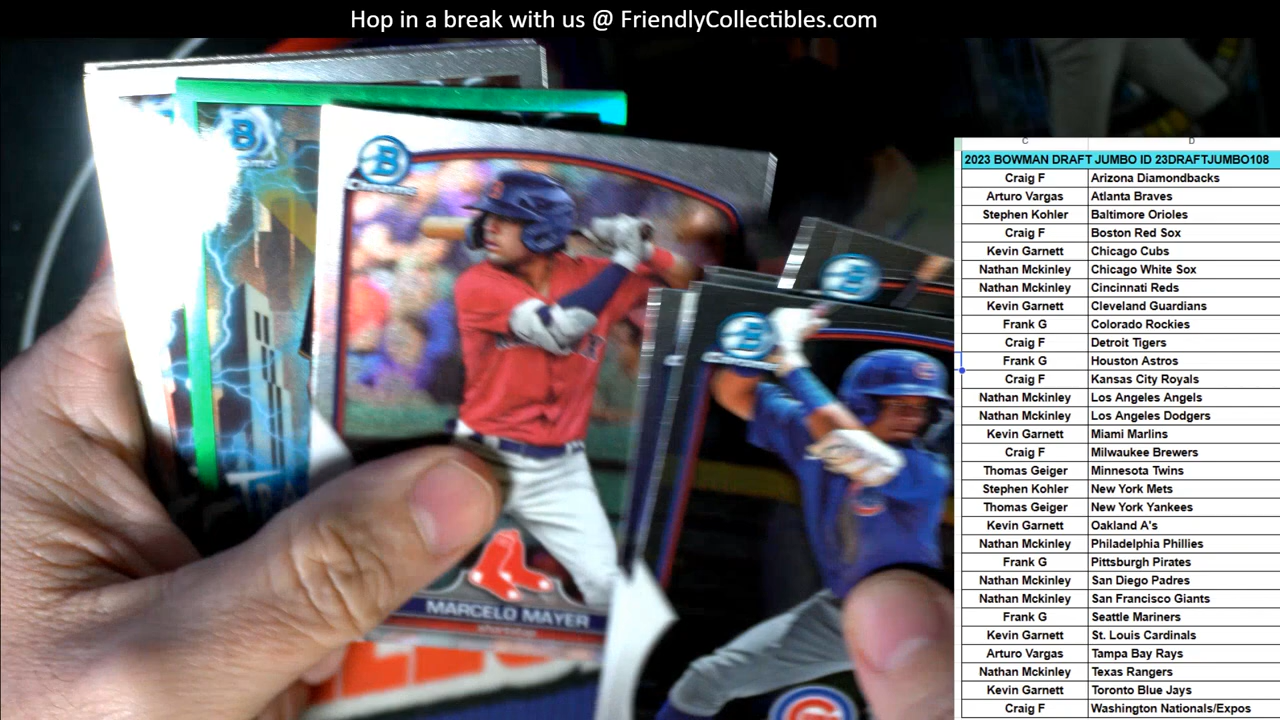 Hop in a break with us @ FriendlyCollectibles.com
B
Chrome
B
B
B
MARCELO MAYER
C D
2023 BOWMAN DRAFT JUMBO ID 23DRAFTJUMBO108
Craig F Arizona Diamondbacks
Arturo Vargas Atlanta Braves
Stephen Kohler Baltimore Orioles
Craig F Boston Red Sox
Kevin Garnett Chicago Cubs
Nathan Mckinley Chicago White Sox
Nathan Mckinley Cincinnati Reds
Kevin Garnett Cleveland Guardians
Frank G Colorado Rockies
Craig F Detroit Tigers
Frank G Houston Astros
Craig F Kansas City Royals
Nathan Mckinley Los Angeles Angels
Nathan Mckinley Los Angeles Dodgers
Kevin Garnett Miami Marlins
Craig F Milwaukee Brewers
Thomas Geiger Minnesota Twins
Stephen Kohler New York Mets
Thomas Geiger New York Yankees
Kevin Garnett Oakland A's
Nathan Mckinley Philadelphia Phillies
Frank G Pittsburgh Pirates
Nathan Mckinley San Diego Padres
Nathan Mckinley San Francisco Giants
Frank G Seattle Mariners
Kevin Garnett St. Louis Cardinals
Arturo Vargas Tampa Bay Rays
Nathan Mckinley Texas Rangers
Kevin Garnett Toronto Blue Jays
Craig F Washington Nationals/Expos